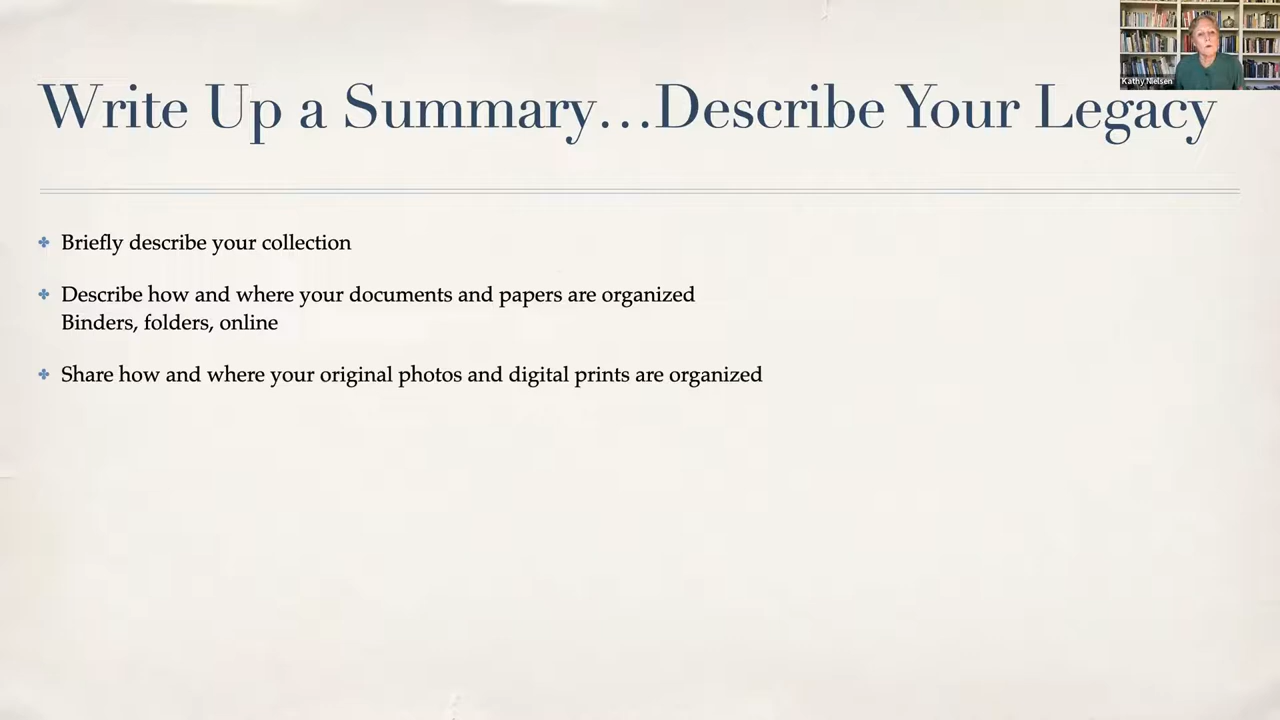 Write Up a Summary...Describe Your Legacy
Kathy Nielsen
Briefly describe your collection
Describe how and where your documents and papers are organized
Binders, folders, online
Share how and where your original photos and digital prints are organized